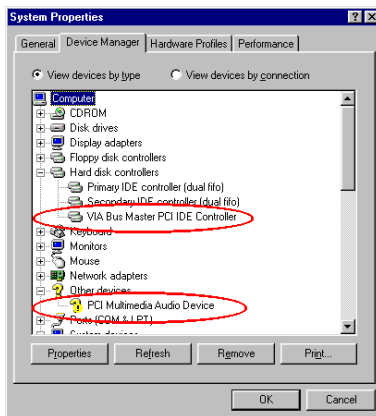 System Properties
General Device Manager Hardware Profiles Performance
View devices by type View devices by connection
Computer
CDROM
Disk drives
Display adapters
Floppy disk controllers
Hard disk controllers
Primary IDE controller (dual fifo)
Secondary IDE controller (dual fifo)
VIA Bus Master PCI IDE Controller
Keyboard
Monitors
Mouse
Network adapters
Other devices
PCI Multimedia Audio Device
Ports (COM & LPT)
System devices
Properties Refresh Remove Print...
OK Cancel